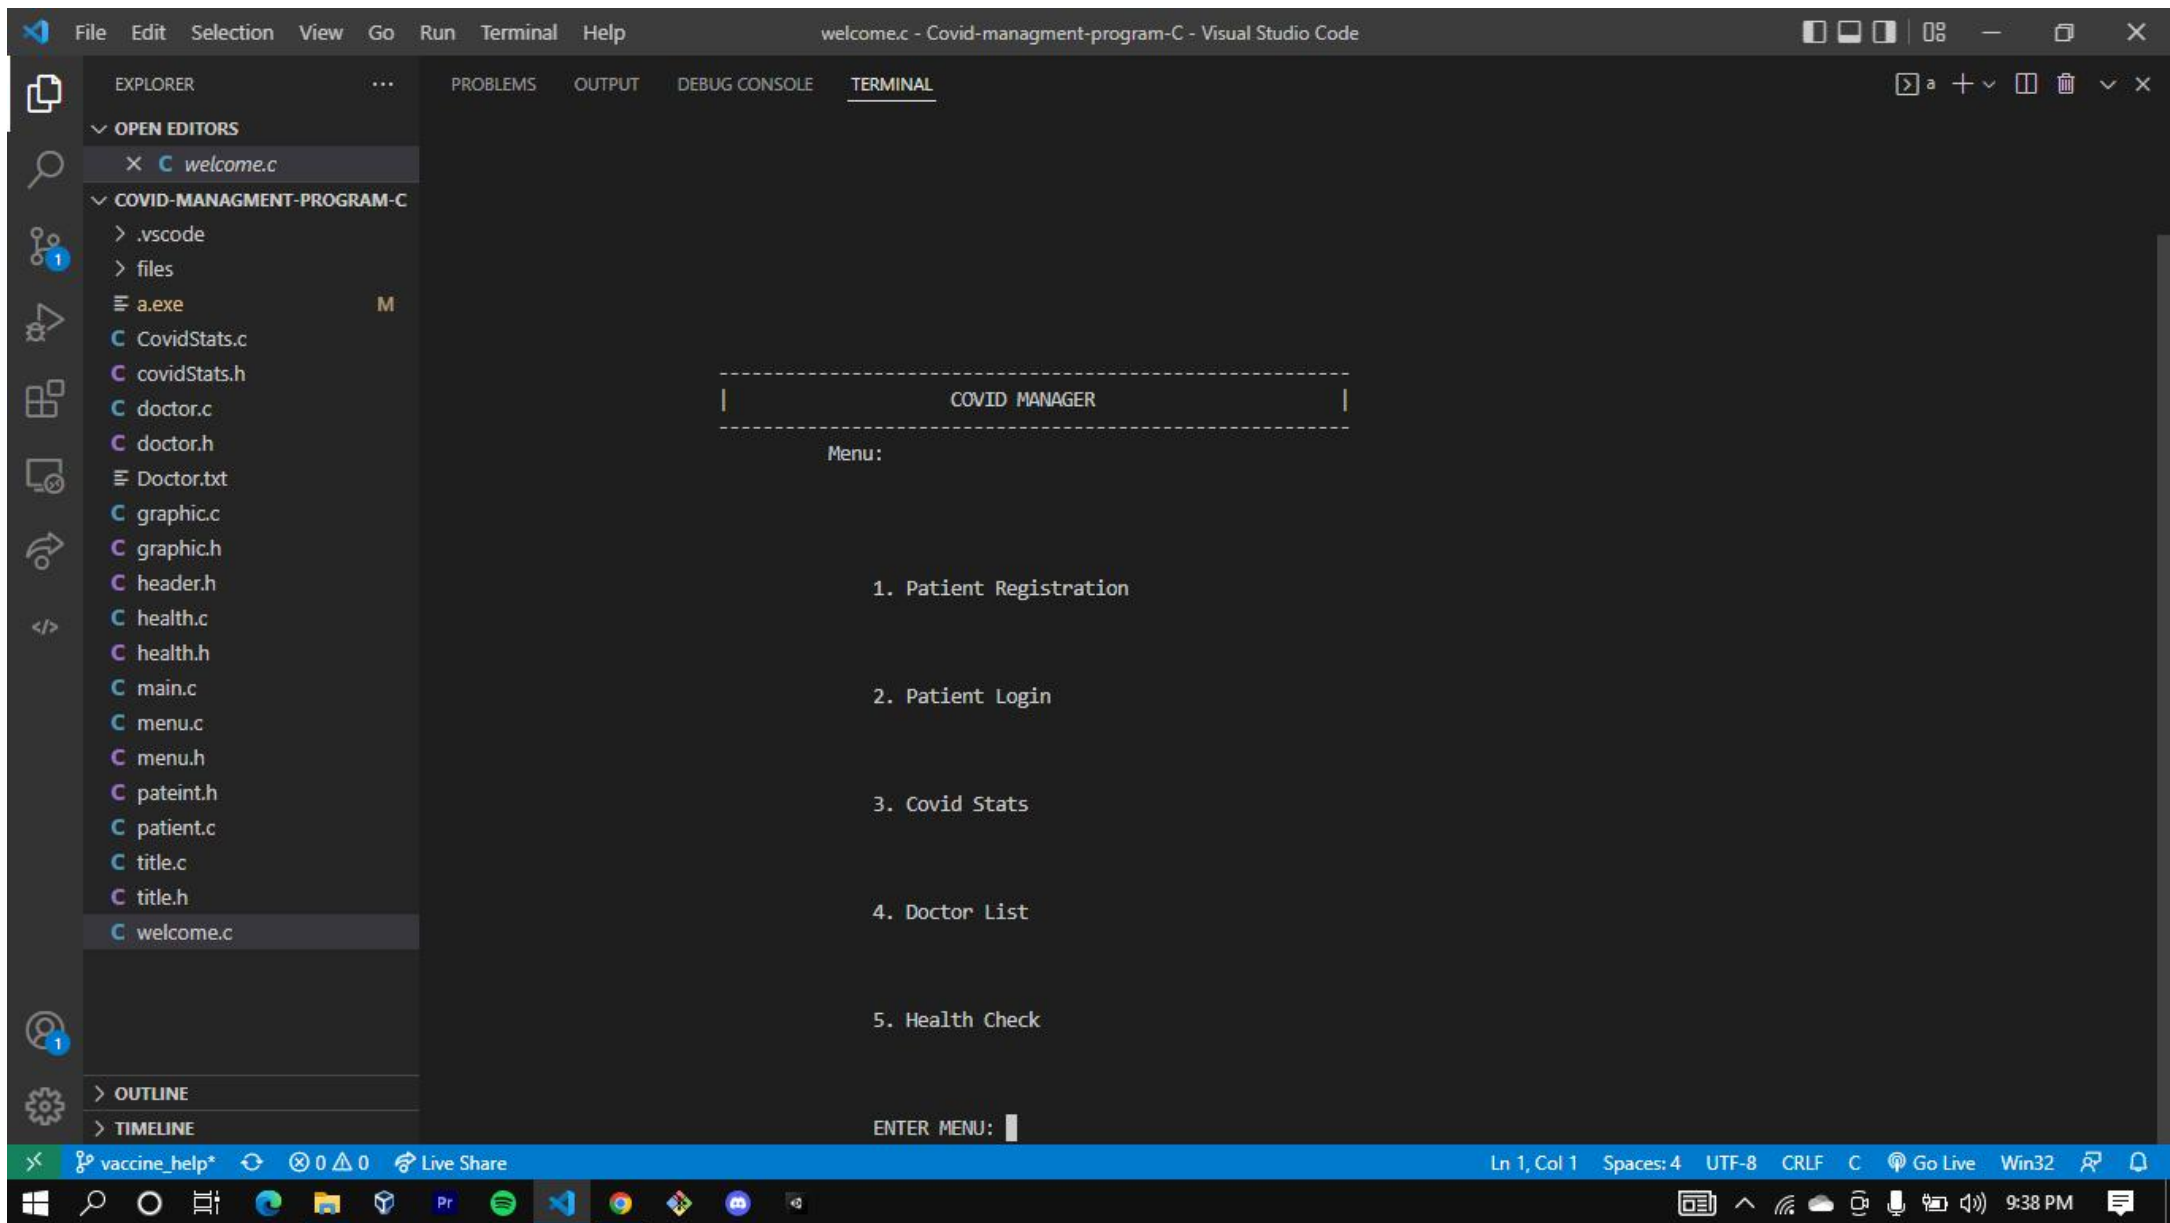 File Edit Selection View Go Run Terminal Help welcome.c - Covid-managment-program-C - Visual Studio Code
EXPLORER ...
OPEN EDITORS
C welcome.c
COVID-MANAGMENT-PROGRAM-C
.vscode
files
a.exe M
C CovidStats.c
C covidStats.h
C doctor.c
C doctor.h
Doctor.txt
C graphic.c
C graphic.h
C header.h
C health.c
C health.h
C main.c
C menu.c
C menu.h
C pateint.h
C patient.c
C title.c
C title.h
C welcome.c
OUTLINE
TIMELINE
1
1
PROBLEMS OUTPUT DEBUG CONSOLE TERMINAL
a
---------------------------------------------------------
| COVID MANAGER |
---------------------------------------------------------
Menu:
1. Patient Registration
2. Patient Login
3. Covid Stats
4. Doctor List
5. Health Check
ENTER MENU:
vaccine_help* 0 0 Live Share Ln 1, Col 1 Spaces: 4 UTF-8 CRLF C Go Live Win32
Pr 9:38 PM